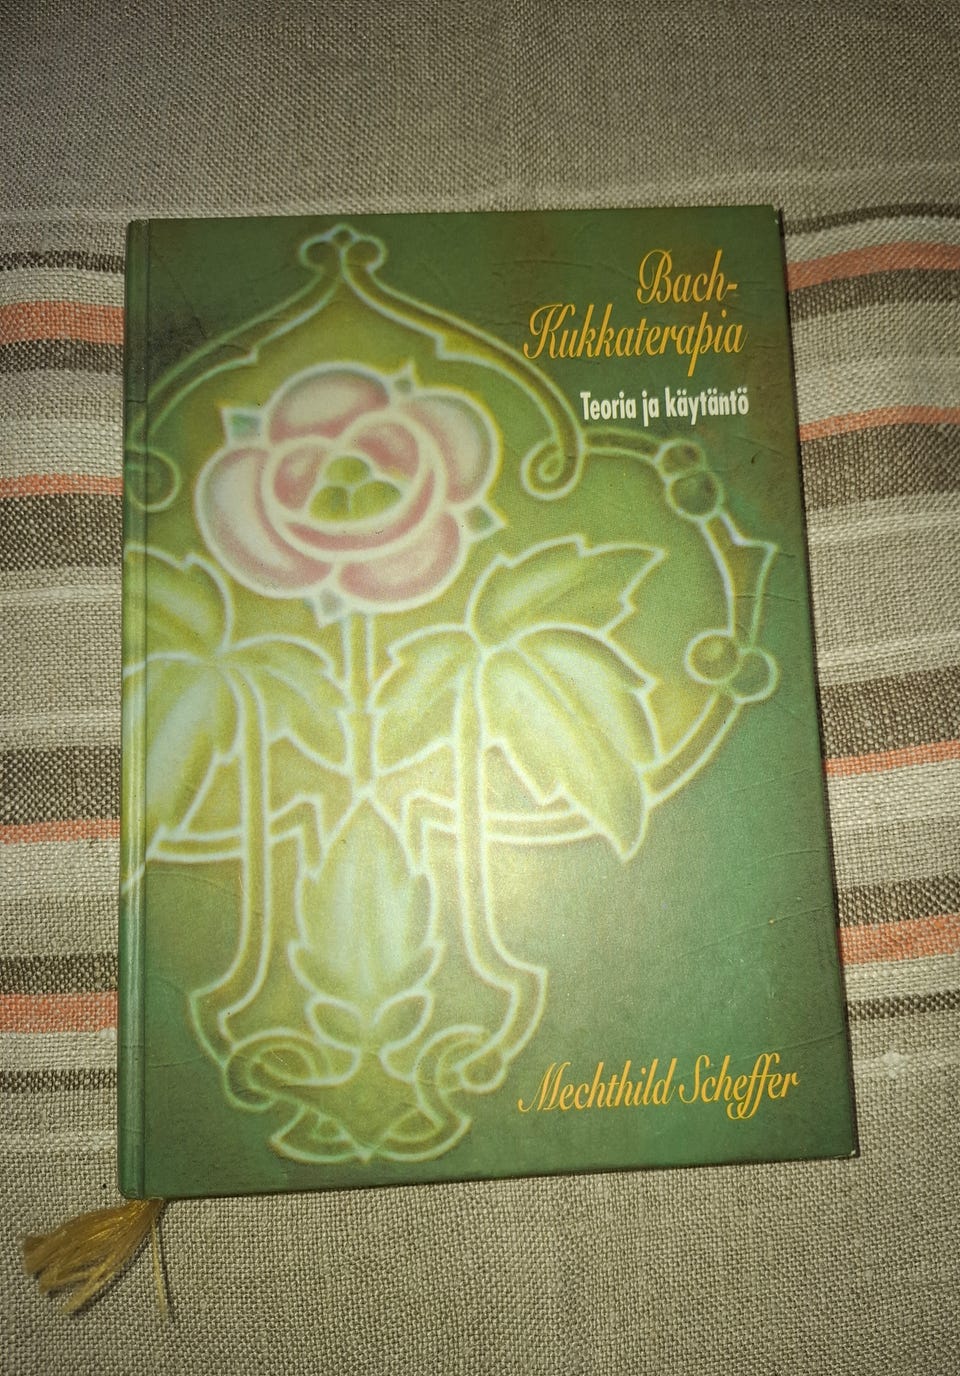 Bach-
Kukkaterapia
Teoria ja käytäntö
Mechthild Scheffer